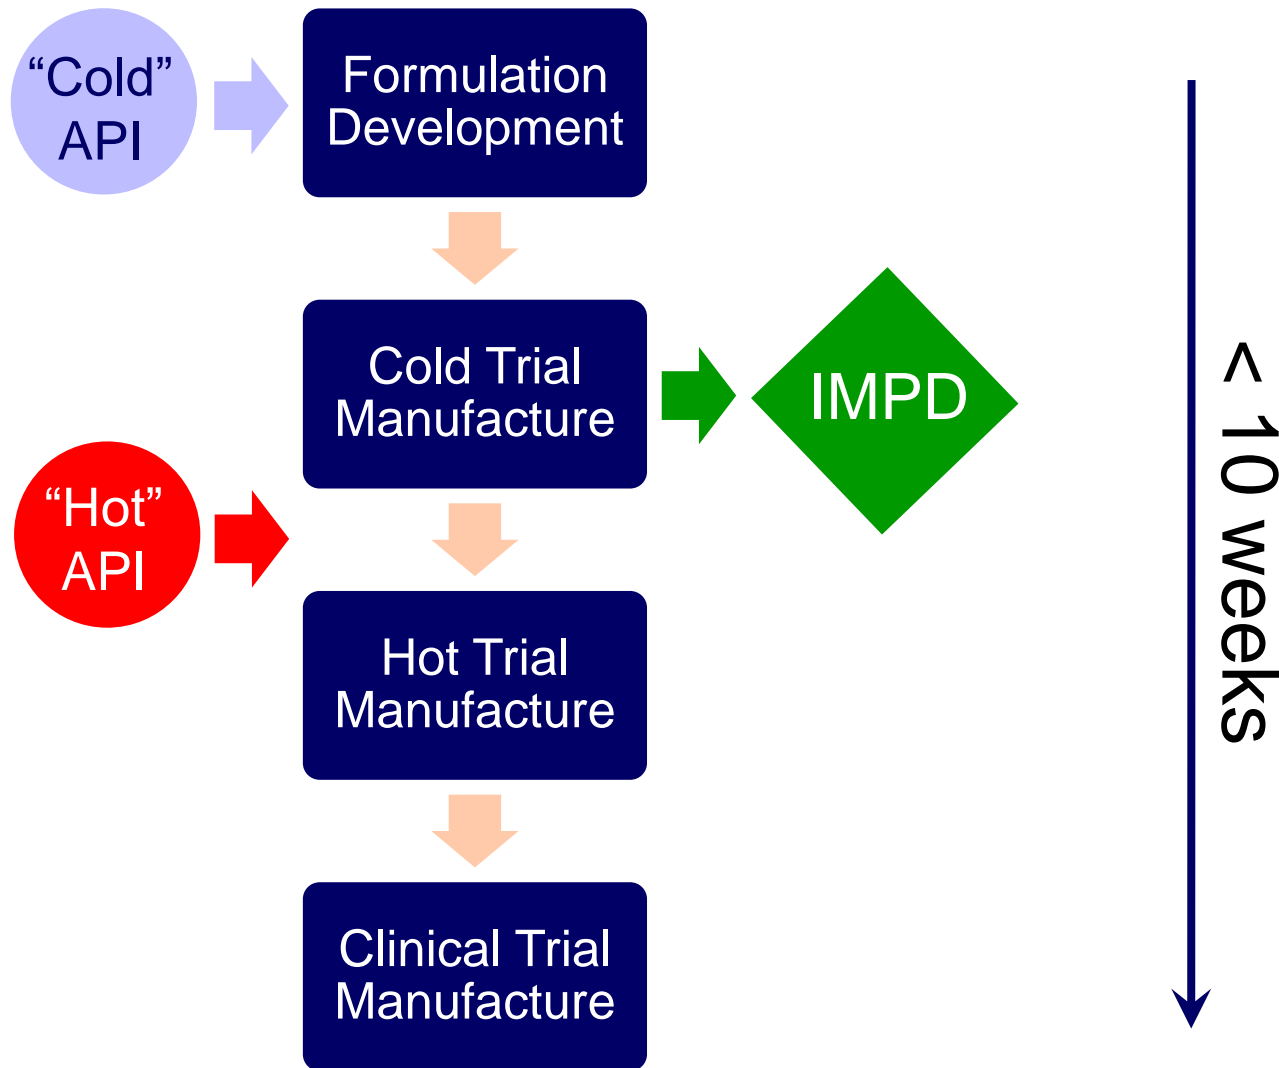 “Cold”
API
Formulation
Development
Cold Trial
Manufacture
IMPD
“Hot”
API
Hot Trial
Manufacture
Clinical Trial
Manufacture
< 10 weeks